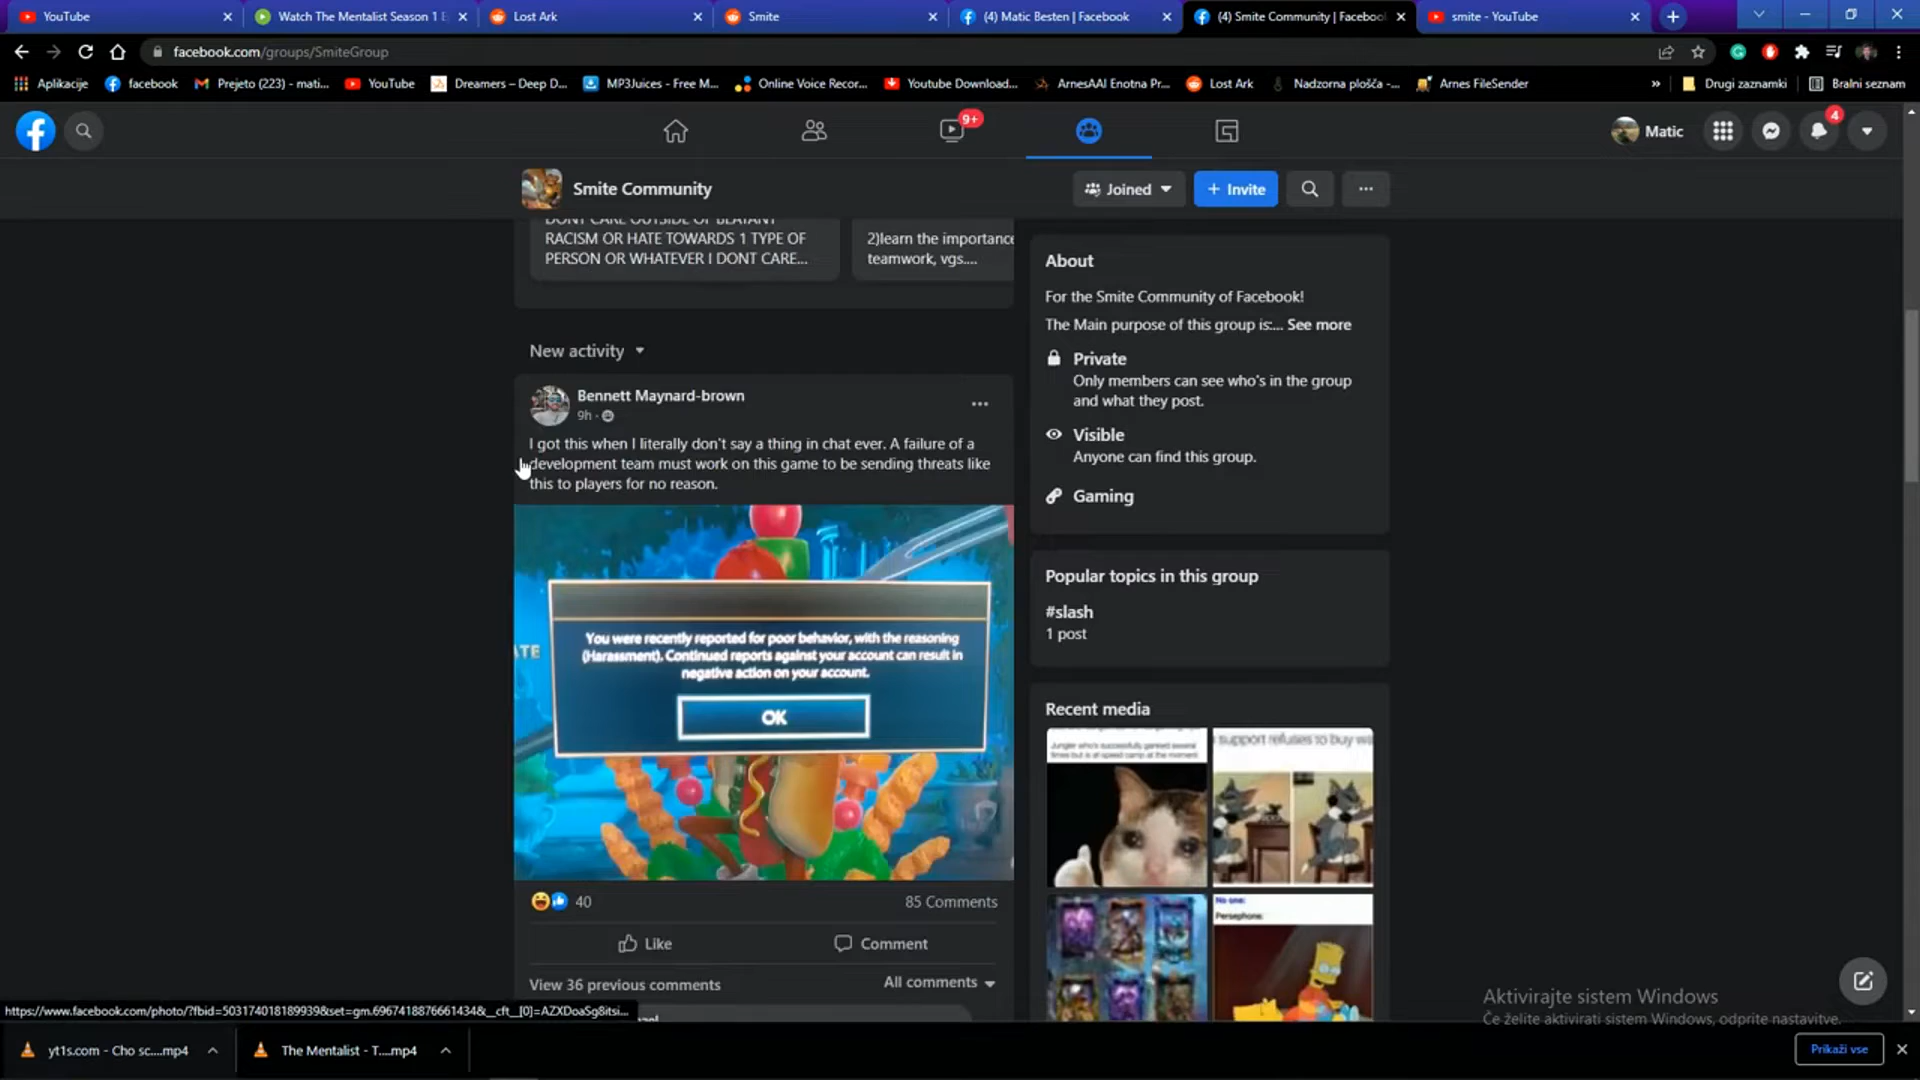 YouTube
Watch The Mentalist Season 1 E
Lost Ark
Smite
(4) Matic Besten | Facebook
(4) Smite Community | Facebook
smite - YouTube
facebook.com/groups/SmiteGroup
Aplikacije
facebook
Prejeto (223) - mati...
YouTube
Dreamers – Deep D...
MP3Juices - Free M...
Online Voice Recor...
Youtube Download...
ArnesAAI Enotna Pr...
Lost Ark
Nadzorna plošča -...
Arnes FileSender
»
Drugi zaznamki
Bralni seznam
9+
Matic
4
Smite Community
Joined
+ Invite
DONT CARE OUTSIDE OF BLATANT
RACISM OR HATE TOWARDS 1 TYPE OF
PERSON OR WHATEVER I DONT CARE...
2)learn the importance
teamwork, vgs....
New activity
Bennett Maynard-brown
9h ·
I got this when I literally don't say a thing in chat ever. A failure of a
development team must work on this game to be sending threats like
this to players for no reason.
You were recently reported for poor behavior, with the reasoning
(Harassment). Continued reports against your account can result in
negative action on your account.
OK
40
85 Comments
Like
Comment
View 36 previous comments
All comments
About
For the Smite Community of Facebook!
The Main purpose of this group is:... See more
Private
Only members can see who's in the group
and what they post.
Visible
Anyone can find this group.
Gaming
Popular topics in this group
#slash
1 post
Recent media
Jungler who's successfully ganked several
times but is at speed camp at the moment
support refuses to buy wa
No one:
Persephone:
Aktivirajte sistem Windows
Če želite aktivirati sistem Windows, odprite nastavitve.
https://www.facebook.com/photo/?fbid=503174018189939&set=gm.6967418876661434&__cft__[0]=AZXDoaSg8itsi...
yt1s.com - Cho sc....mp4
The Mentalist - T....mp4
Prikaži vse